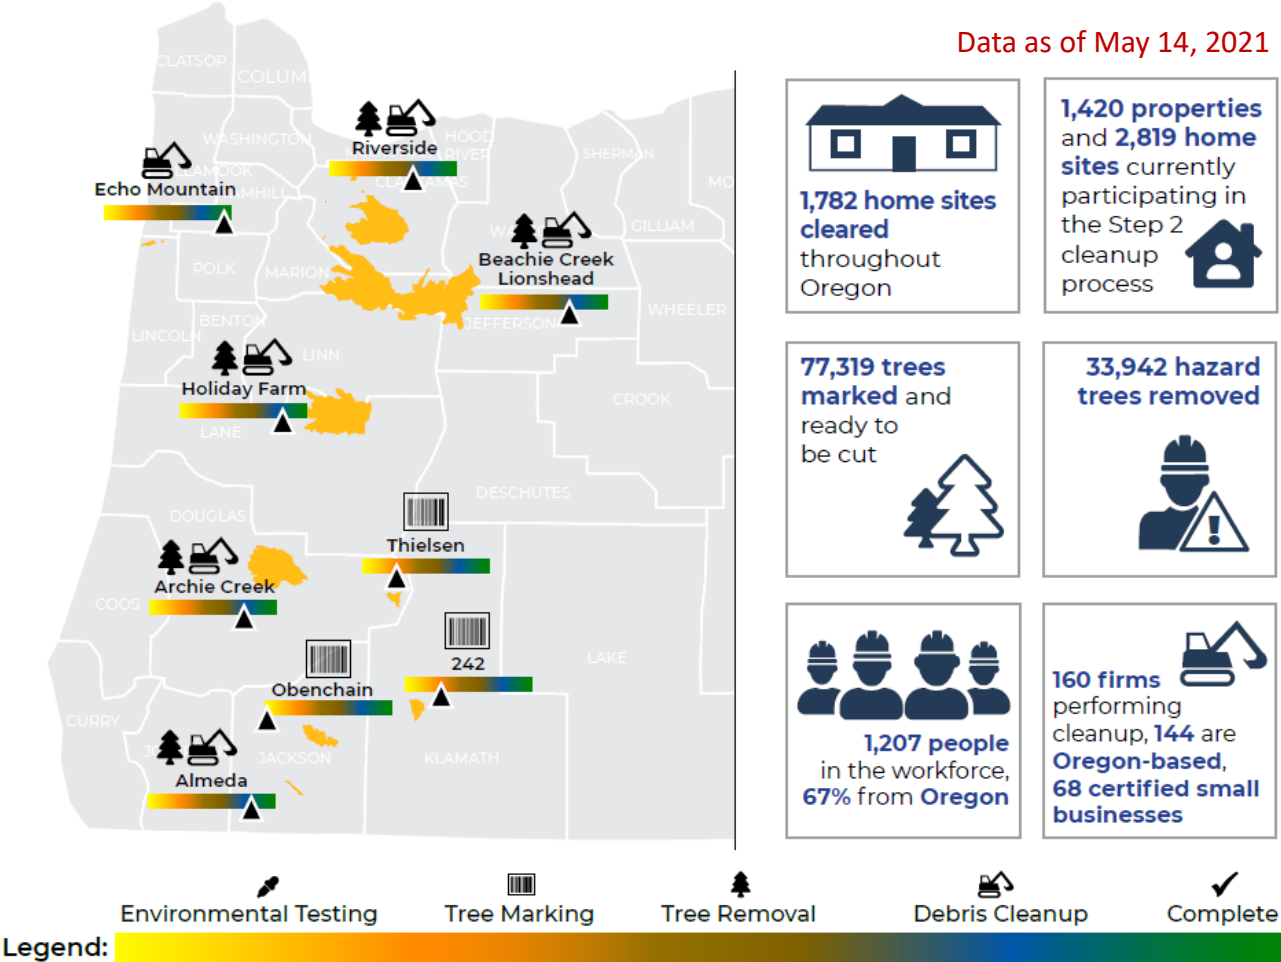 Data as of May 14, 2021
CLATSOP
COLUM
WASHINGTON
HOOD
RIVER
SHERMAN
Riverside
LAMOOK
Echo Mountain
AMHILL
CLACKAMAS
MO
GILLIAM
WA
Beachie Creek
Lionshead
POLK
MARION
WHEELER
JEFFERSON
BENTON
LINCOLN
LINN
Holiday Farm
CROOK
LANE
DESCHUTES
DOUGLAS
Thielsen
Archie Creek
COOS
242
LAKE
Obenchain
CURRY
JACKSON
KLAMATH
Almeda
1,782 home sites
cleared
throughout
Oregon
1,420 properties
and 2,819 home
sites currently
participating in
the Step 2
cleanup
process
77,319 trees
marked and
ready to
be cut
33,942 hazard
trees removed
1,207 people
in the workforce,
67% from Oregon
160 firms
performing
cleanup, 144 are
Oregon-based,
68 certified small
businesses
Environmental Testing
Tree Marking
Tree Removal
Debris Cleanup
Complete
Legend: